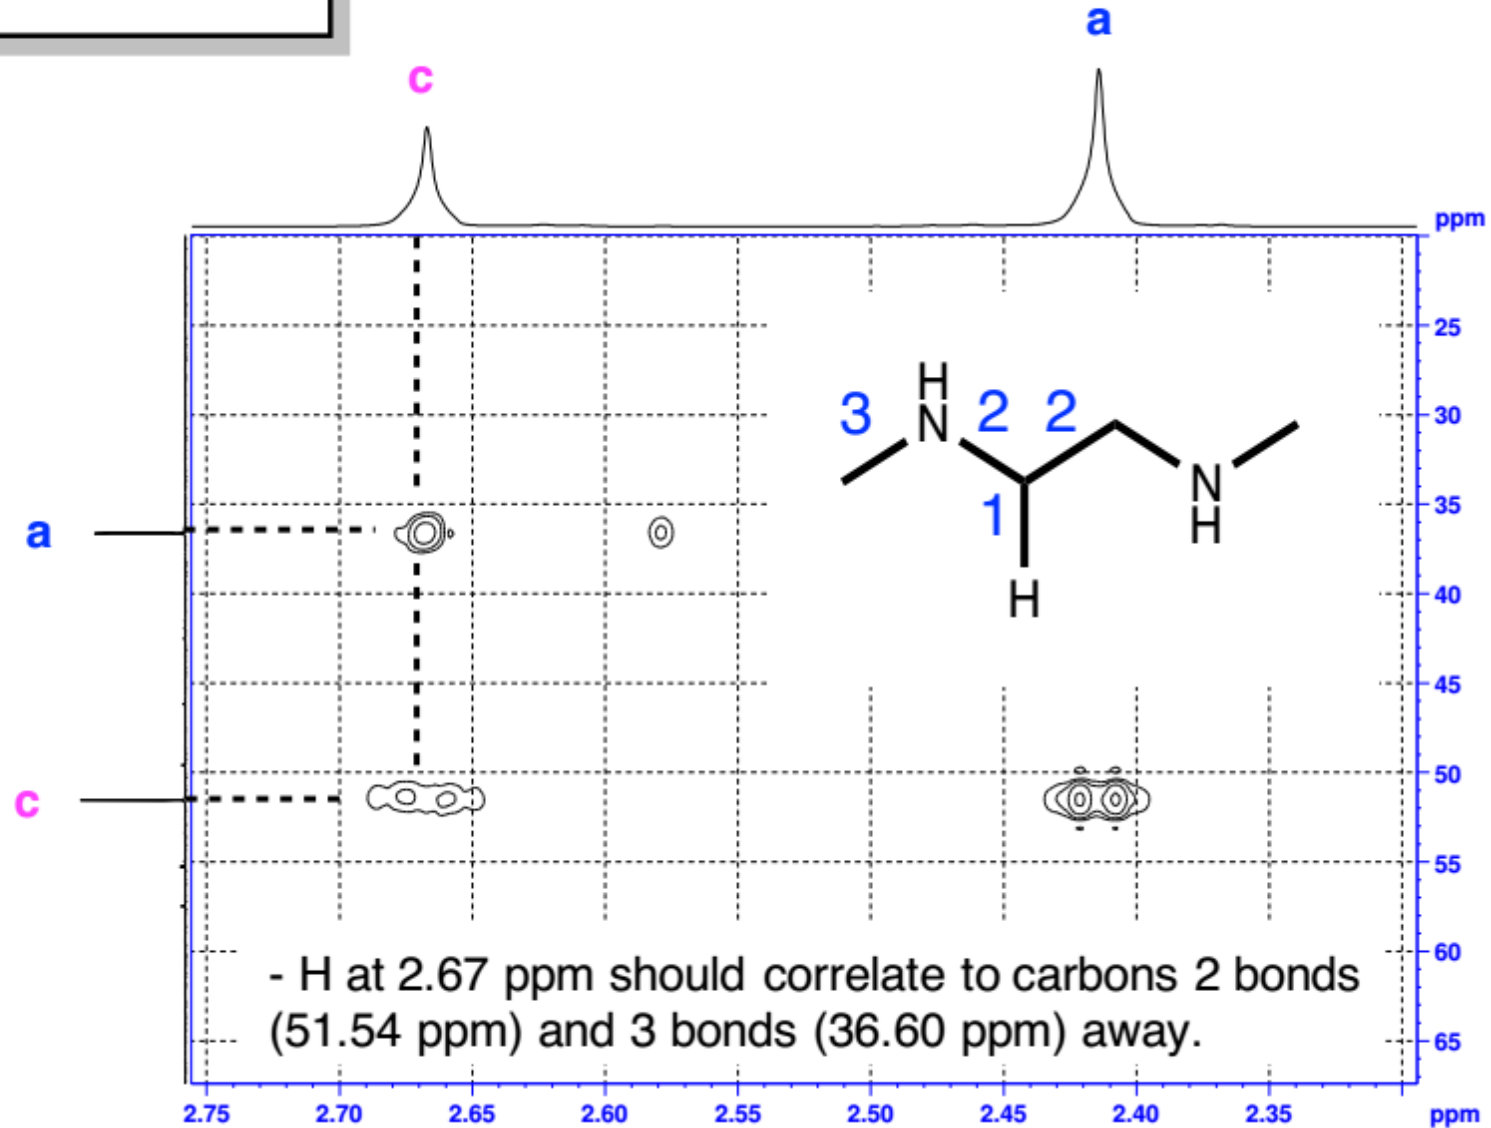 a
c
ppm
25
30
35
40
45
50
55
60
65
a
c
H
N
3
2
2
1
H
N
H
- H at 2.67 ppm should correlate to carbons 2 bonds
(51.54 ppm) and 3 bonds (36.60 ppm) away.
2.75 2.70 2.65 2.60 2.55 2.50 2.45 2.40 2.35 ppm